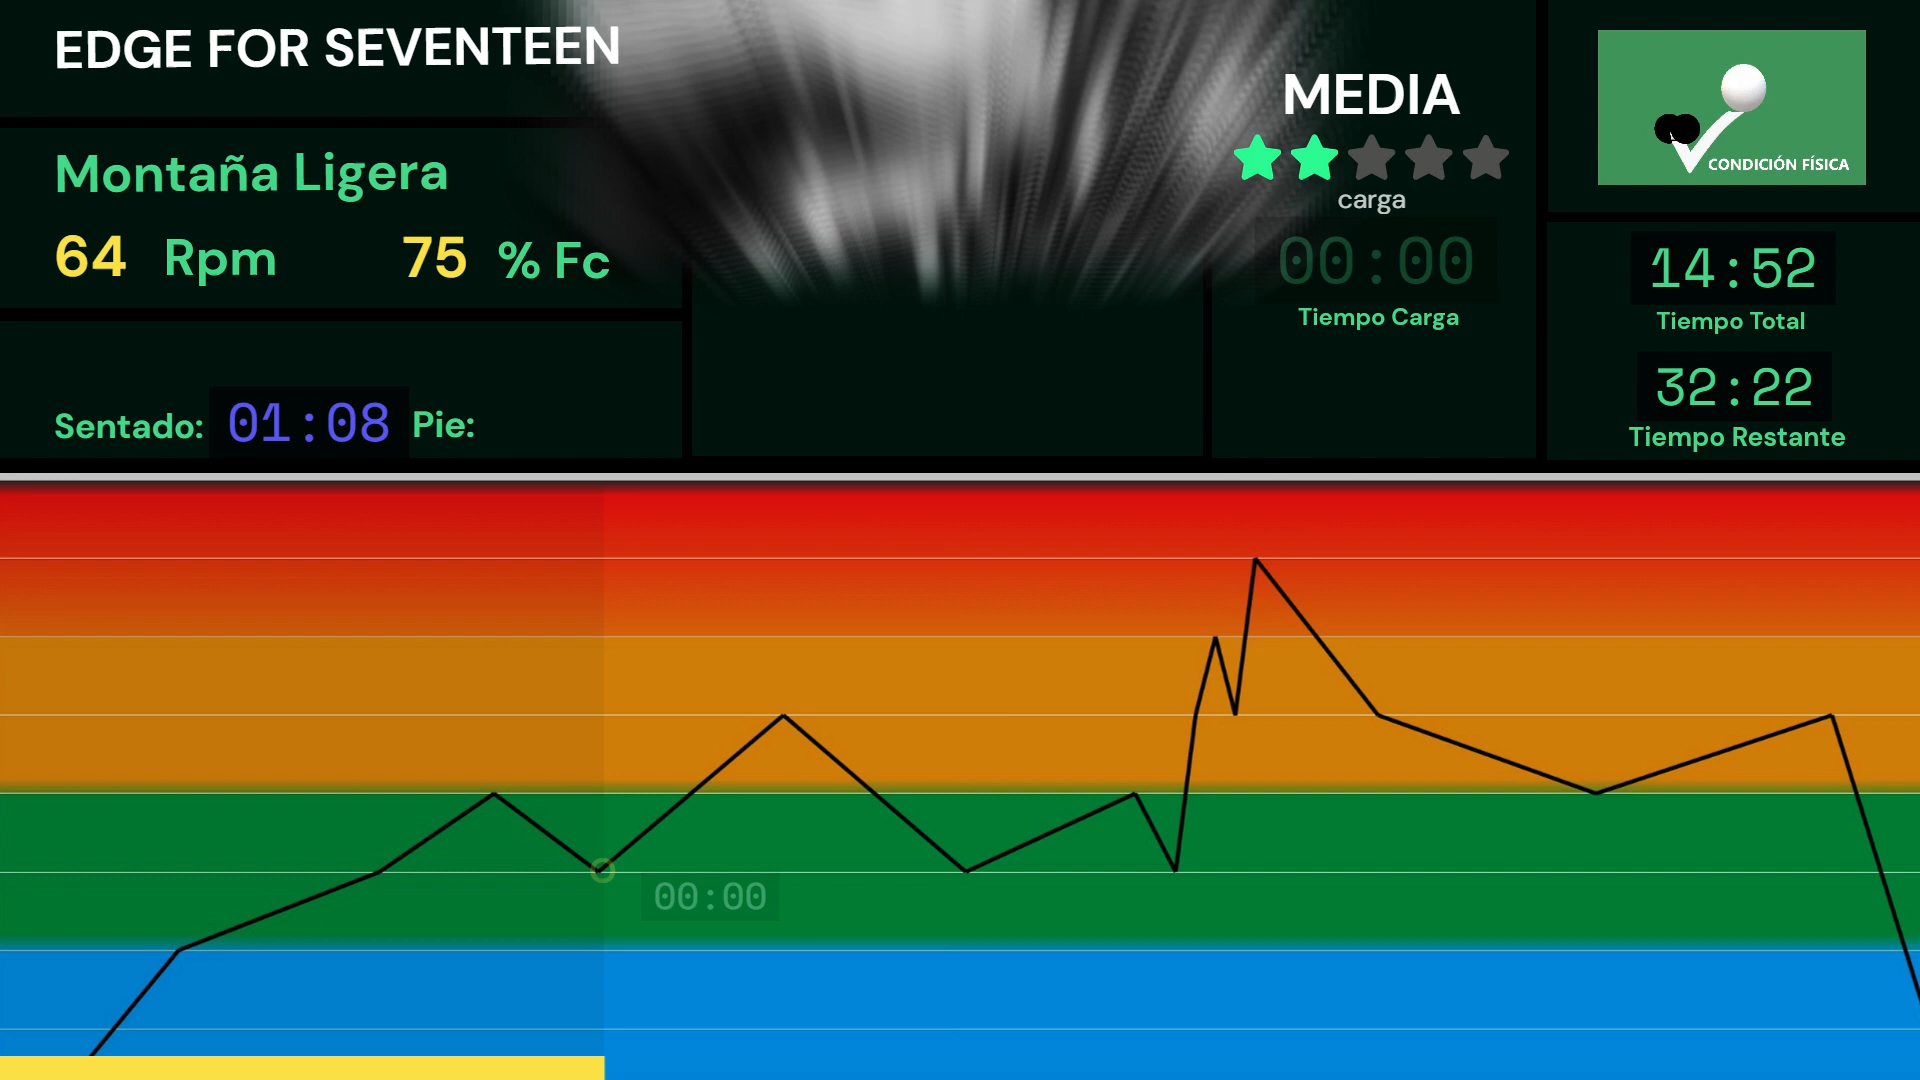 EDGE FOR SEVENTEEN
Montaña Ligera
64 Rpm 75 % Fc
Sentado: 01:08 Pie:
MEDIA
carga
00:00
Tiempo Carga
CONDICIÓN FÍSICA
14:52
Tiempo Total
32:22
Tiempo Restante
00:00